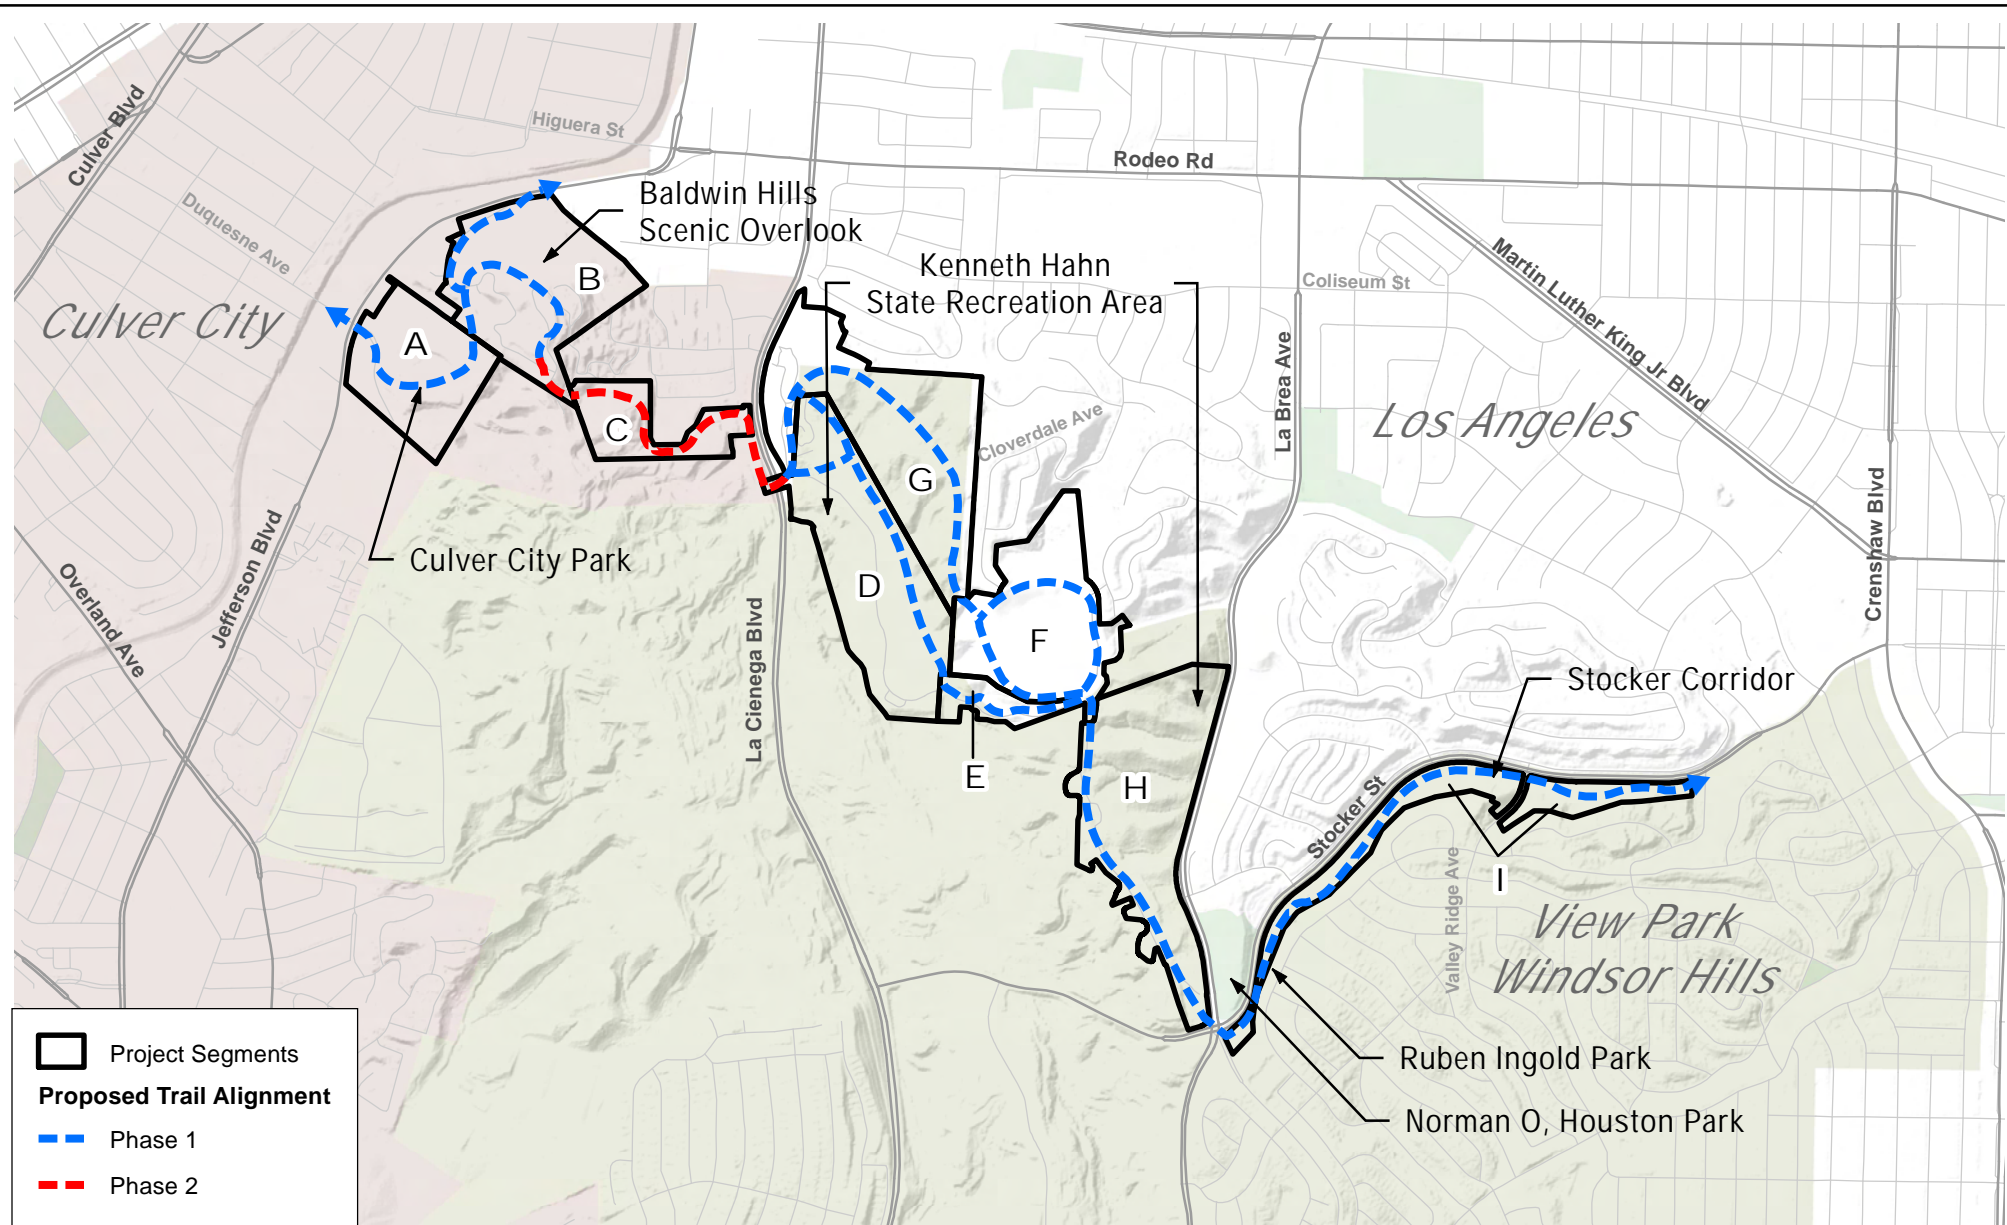 Culver Blvd
Higuera St
Duquesne Ave
Rodeo Rd
Baldwin Hills
Scenic Overlook
Kenneth Hahn
State Recreation Area
Coliseum St
Martin Luther King Jr Blvd
Culver City
A
B
C
La Brea Ave
Los Angeles
Cloverdale Ave
G
Crenshaw Blvd
Culver City Park
Jefferson Blvd
Overland Ave
D
La Cienega Blvd
F
Stocker Corridor
E
H
Stocker St
I
Valley Ridge Ave
View Park
Windsor Hills
Ruben Ingold Park
Norman O, Houston Park
Project Segments
Proposed Trail Alignment
Phase 1
Phase 2